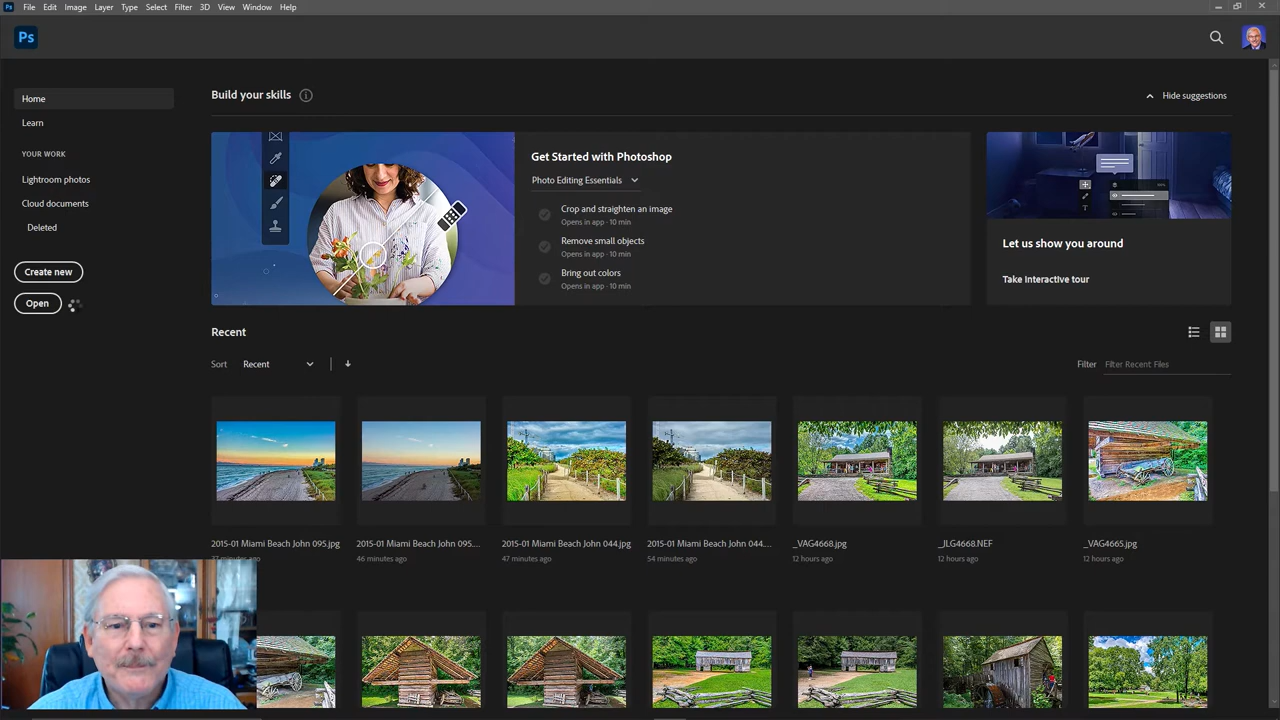 Ps File Edit Image Layer Type Select Filter 3D View Window Help
Ps
Home
Learn
YOUR WORK
Lightroom photos
Cloud documents
Deleted
Create new
Open
Build your skills
Hide suggestions
Get Started with Photoshop
Photo Editing Essentials
Crop and straighten an image
Opens in app · 10 min
Remove small objects
Opens in app · 10 min
Bring out colors
Opens in app · 10 min
Let us show you around
Take interactive tour
Recent
Sort Recent
Filter Filter Recent Files
2015-01 Miami Beach John 095.jpg 2015-01 Miami Beach John 095.... 2015-01 Miami Beach John 044.jpg 2015-01 Miami Beach John 044.... _VAG4668.jpg _JLG4668.NEF _VAG4665.jpg
minutes ago 46 minutes ago 47 minutes ago 54 minutes ago 12 hours ago 12 hours ago 12 hours ago